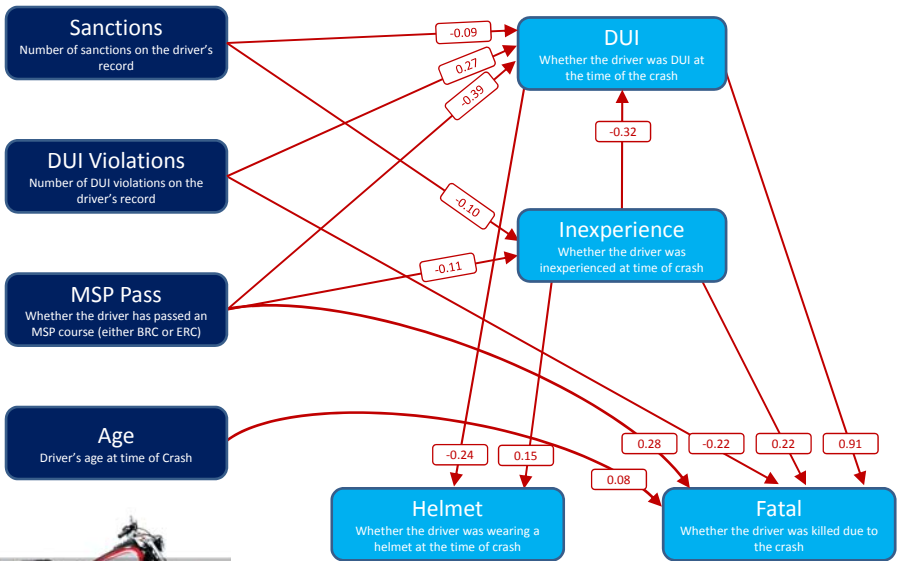 Sanctions
Number of sanctions on the driver's
record
DUI
Whether the driver was DUI at
the time of the crash
-0.09
0.27
-0.39
-0.32
DUI Violations
Number of DUI violations on the
driver's record
-0.10
Inexperience
Whether the driver was
inexperienced at time of crash
-0.11
MSP Pass
Whether the driver has passed an
MSP course (either BRC or ERC)
Age
Driver's age at time of Crash
-0.24
0.15
0.28
-0.22
0.22
0.91
0.08
Helmet
Whether the driver was wearing a
helmet at the time of crash
Fatal
Whether the driver was killed due to
the crash